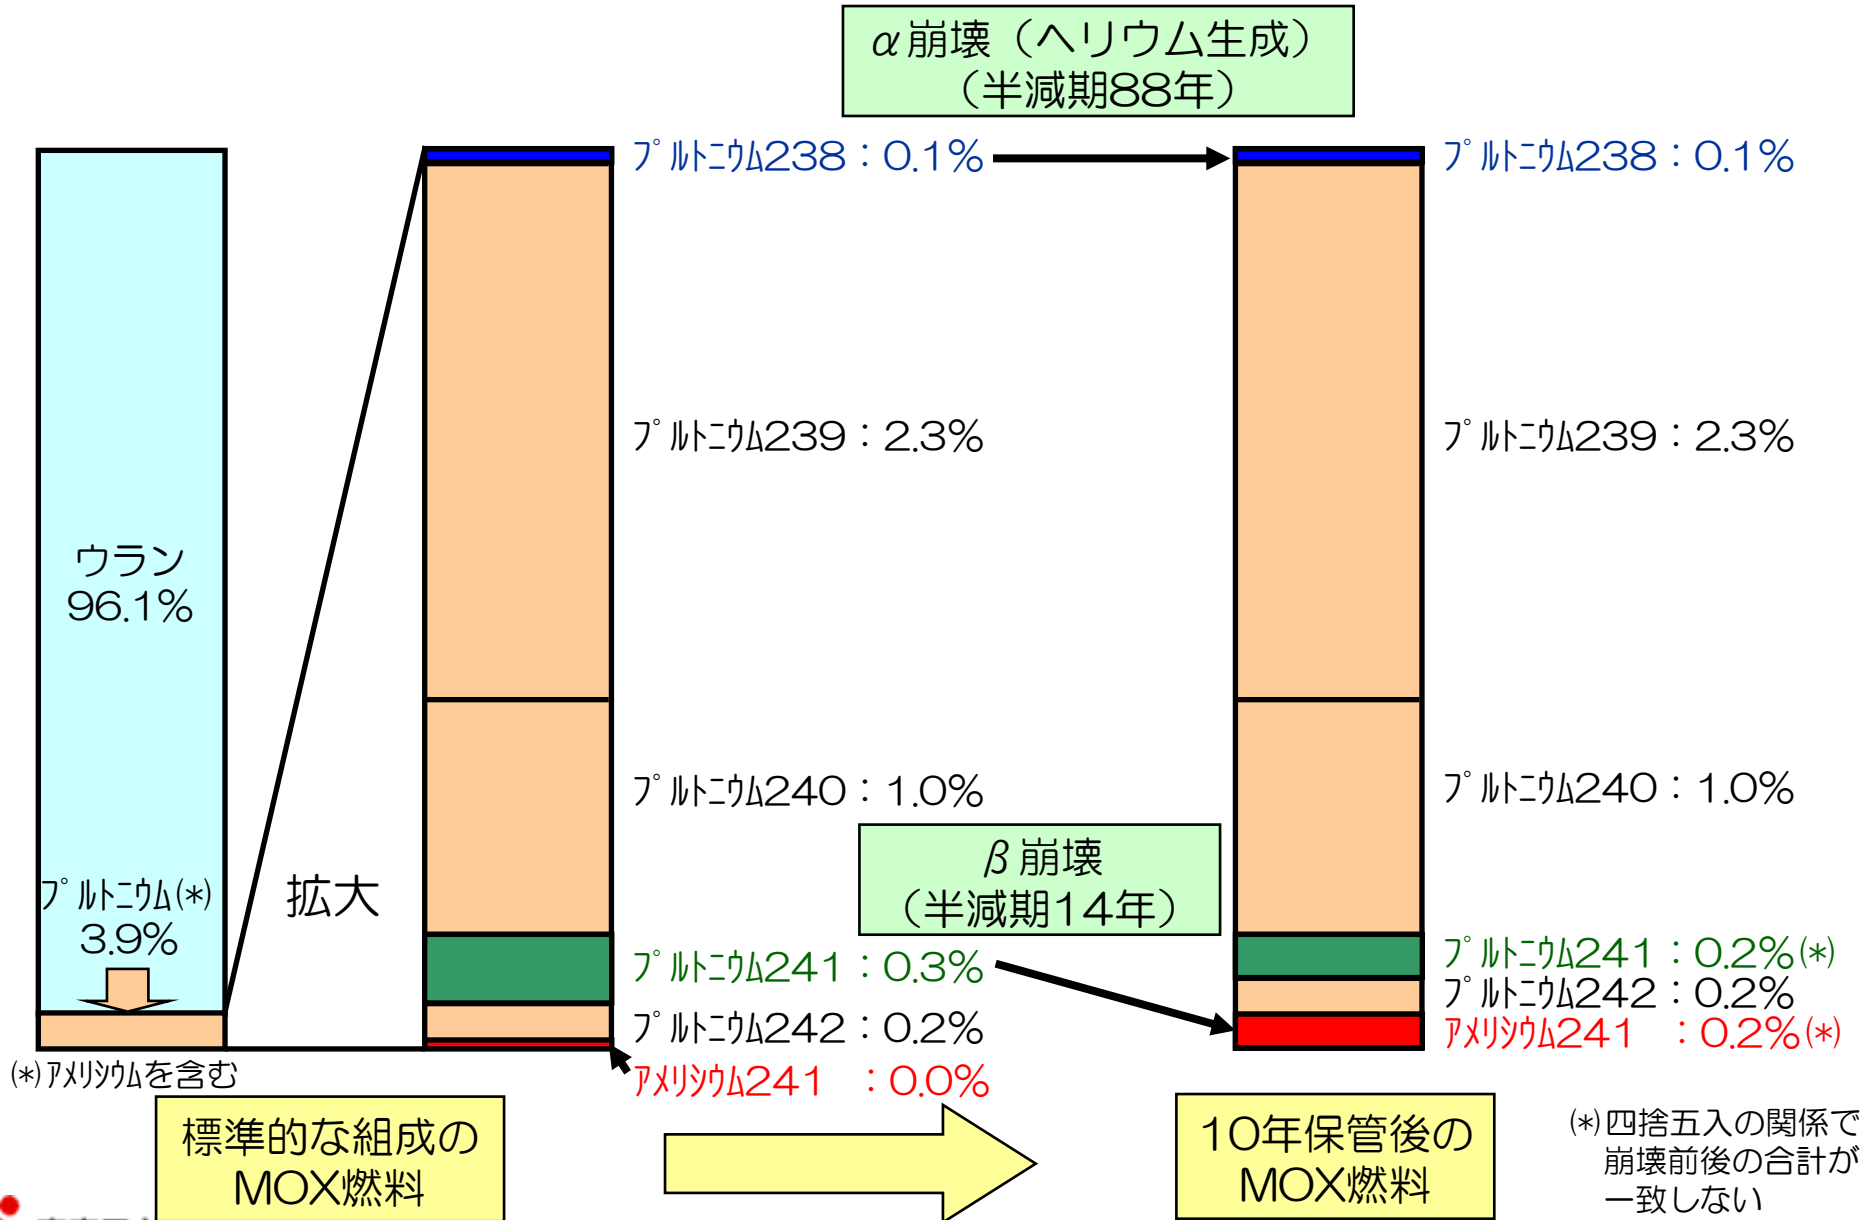 α崩壊（ヘリウム生成）
（半減期88年）
ﾌﾟﾙﾄﾆｳﾑ238：0.1%
ﾌﾟﾙﾄﾆｳﾑ238：0.1%
ﾌﾟﾙﾄﾆｳﾑ239：2.3%
ﾌﾟﾙﾄﾆｳﾑ239：2.3%
ウラン
96.1%
ﾌﾟﾙﾄﾆｳﾑ240：1.0%
ﾌﾟﾙﾄﾆｳﾑ240：1.0%
β崩壊
（半減期14年）
ﾌﾟﾙﾄﾆｳﾑ(*)
3.9%
拡大
ﾌﾟﾙﾄﾆｳﾑ241：0.3%
ﾌﾟﾙﾄﾆｳﾑ241：0.2%(*)
ﾌﾟﾙﾄﾆｳﾑ242：0.2%
ﾌﾟﾙﾄﾆｳﾑ242：0.2%
ｱﾒﾘｼｳﾑ241　：0.0%
ｱﾒﾘｼｳﾑ241　：0.2%(*)
(*)ｱﾒﾘｼｳﾑを含む
標準的な組成の
MOX燃料
10年保管後の
MOX燃料
(*)四捨五入の関係で
崩壊前後の合計が
一致しない